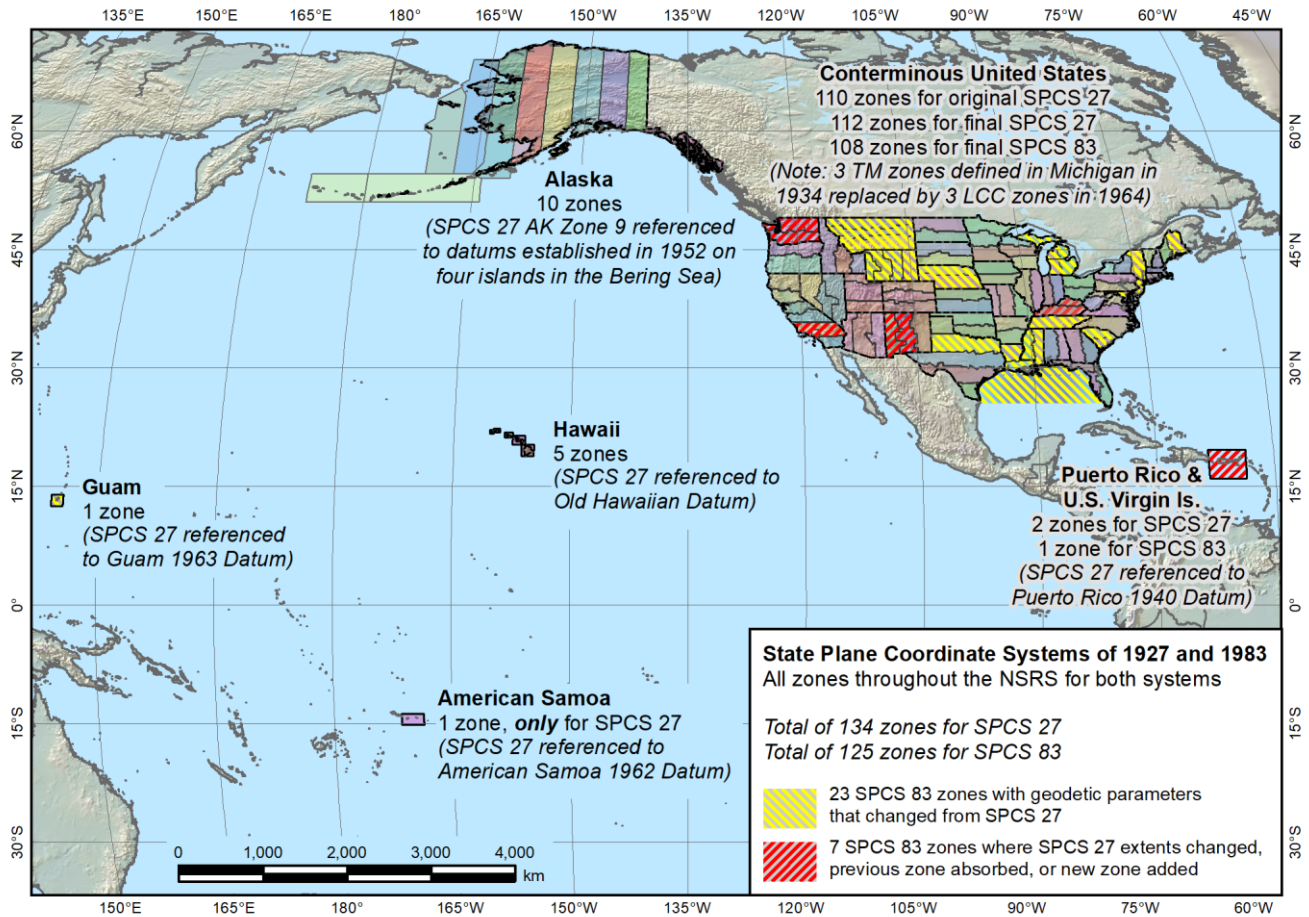 135°E 150°E 165°E 180° 165°W 150°W 135°W 120°W 105°W 90°W 75°W 60°W 45°W
Conterminous United States
110 zones for original SPCS 27
112 zones for final SPCS 27
108 zones for final SPCS 83
(Note: 3 TM zones defined in Michigan in
1934 replaced by 3 LCC zones in 1964)
60°N 60°N
Alaska
10 zones
(SPCS 27 AK Zone 9 referenced
to datums established in 1952 on
four islands in the Bering Sea)
45°N 45°N
30°N 30°N
Hawaii
5 zones
(SPCS 27 referenced to
Old Hawaiian Datum)
15°N 15°N
Guam
1 zone
(SPCS 27 referenced
to Guam 1963 Datum)
Puerto Rico &
U.S. Virgin Is.
2 zones for SPCS 27
1 zone for SPCS 83
(SPCS 27 referenced to
Puerto Rico 1940 Datum)
0° 0°
American Samoa
1 zone, only for SPCS 27
(SPCS 27 referenced to
American Samoa 1962 Datum)
15°S 15°S
State Plane Coordinate Systems of 1927 and 1983
All zones throughout the NSRS for both systems
Total of 134 zones for SPCS 27
Total of 125 zones for SPCS 83
23 SPCS 83 zones with geodetic parameters
that changed from SPCS 27
7 SPCS 83 zones where SPCS 27 extents changed,
previous zone absorbed, or new zone added
30°S 30°S
0 1,000 2,000 3,000 4,000
km
150°E 165°E 180° 165°W 150°W 135°W 120°W 105°W 90°W 75°W 60°W